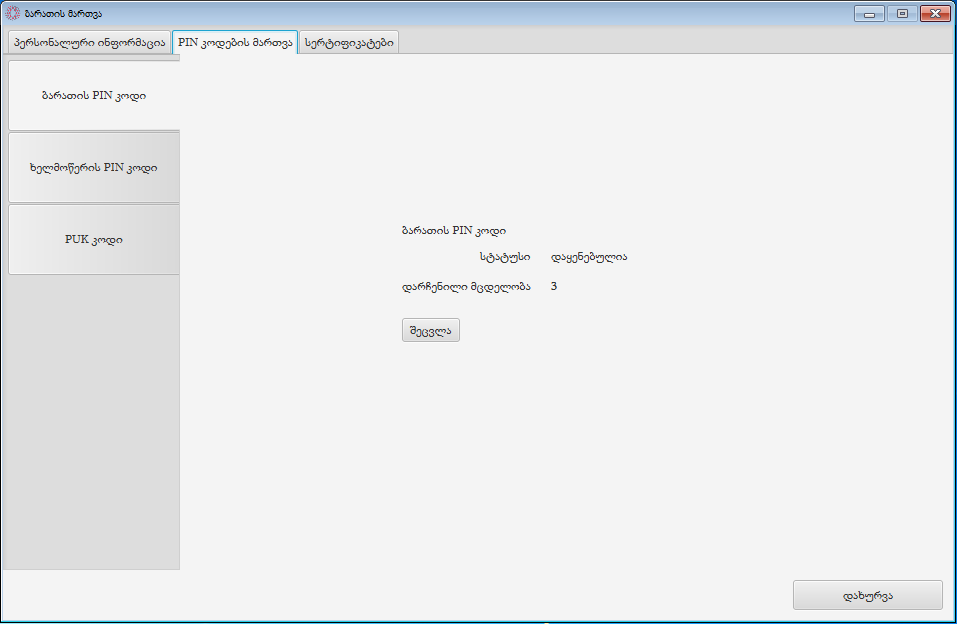 ბარათის მართვა
პერსონალური ინფორმაცია
PIN კოდების მართვა
სერტიფიკატები
ბარათის PIN კოდი
ხელმოწერის PIN კოდი
PUK კოდი
ბარათის PIN კოდი
სტატუსი დაყენებულია
დარჩენილი მცდელობა 3
შეცვლა
დახურვა